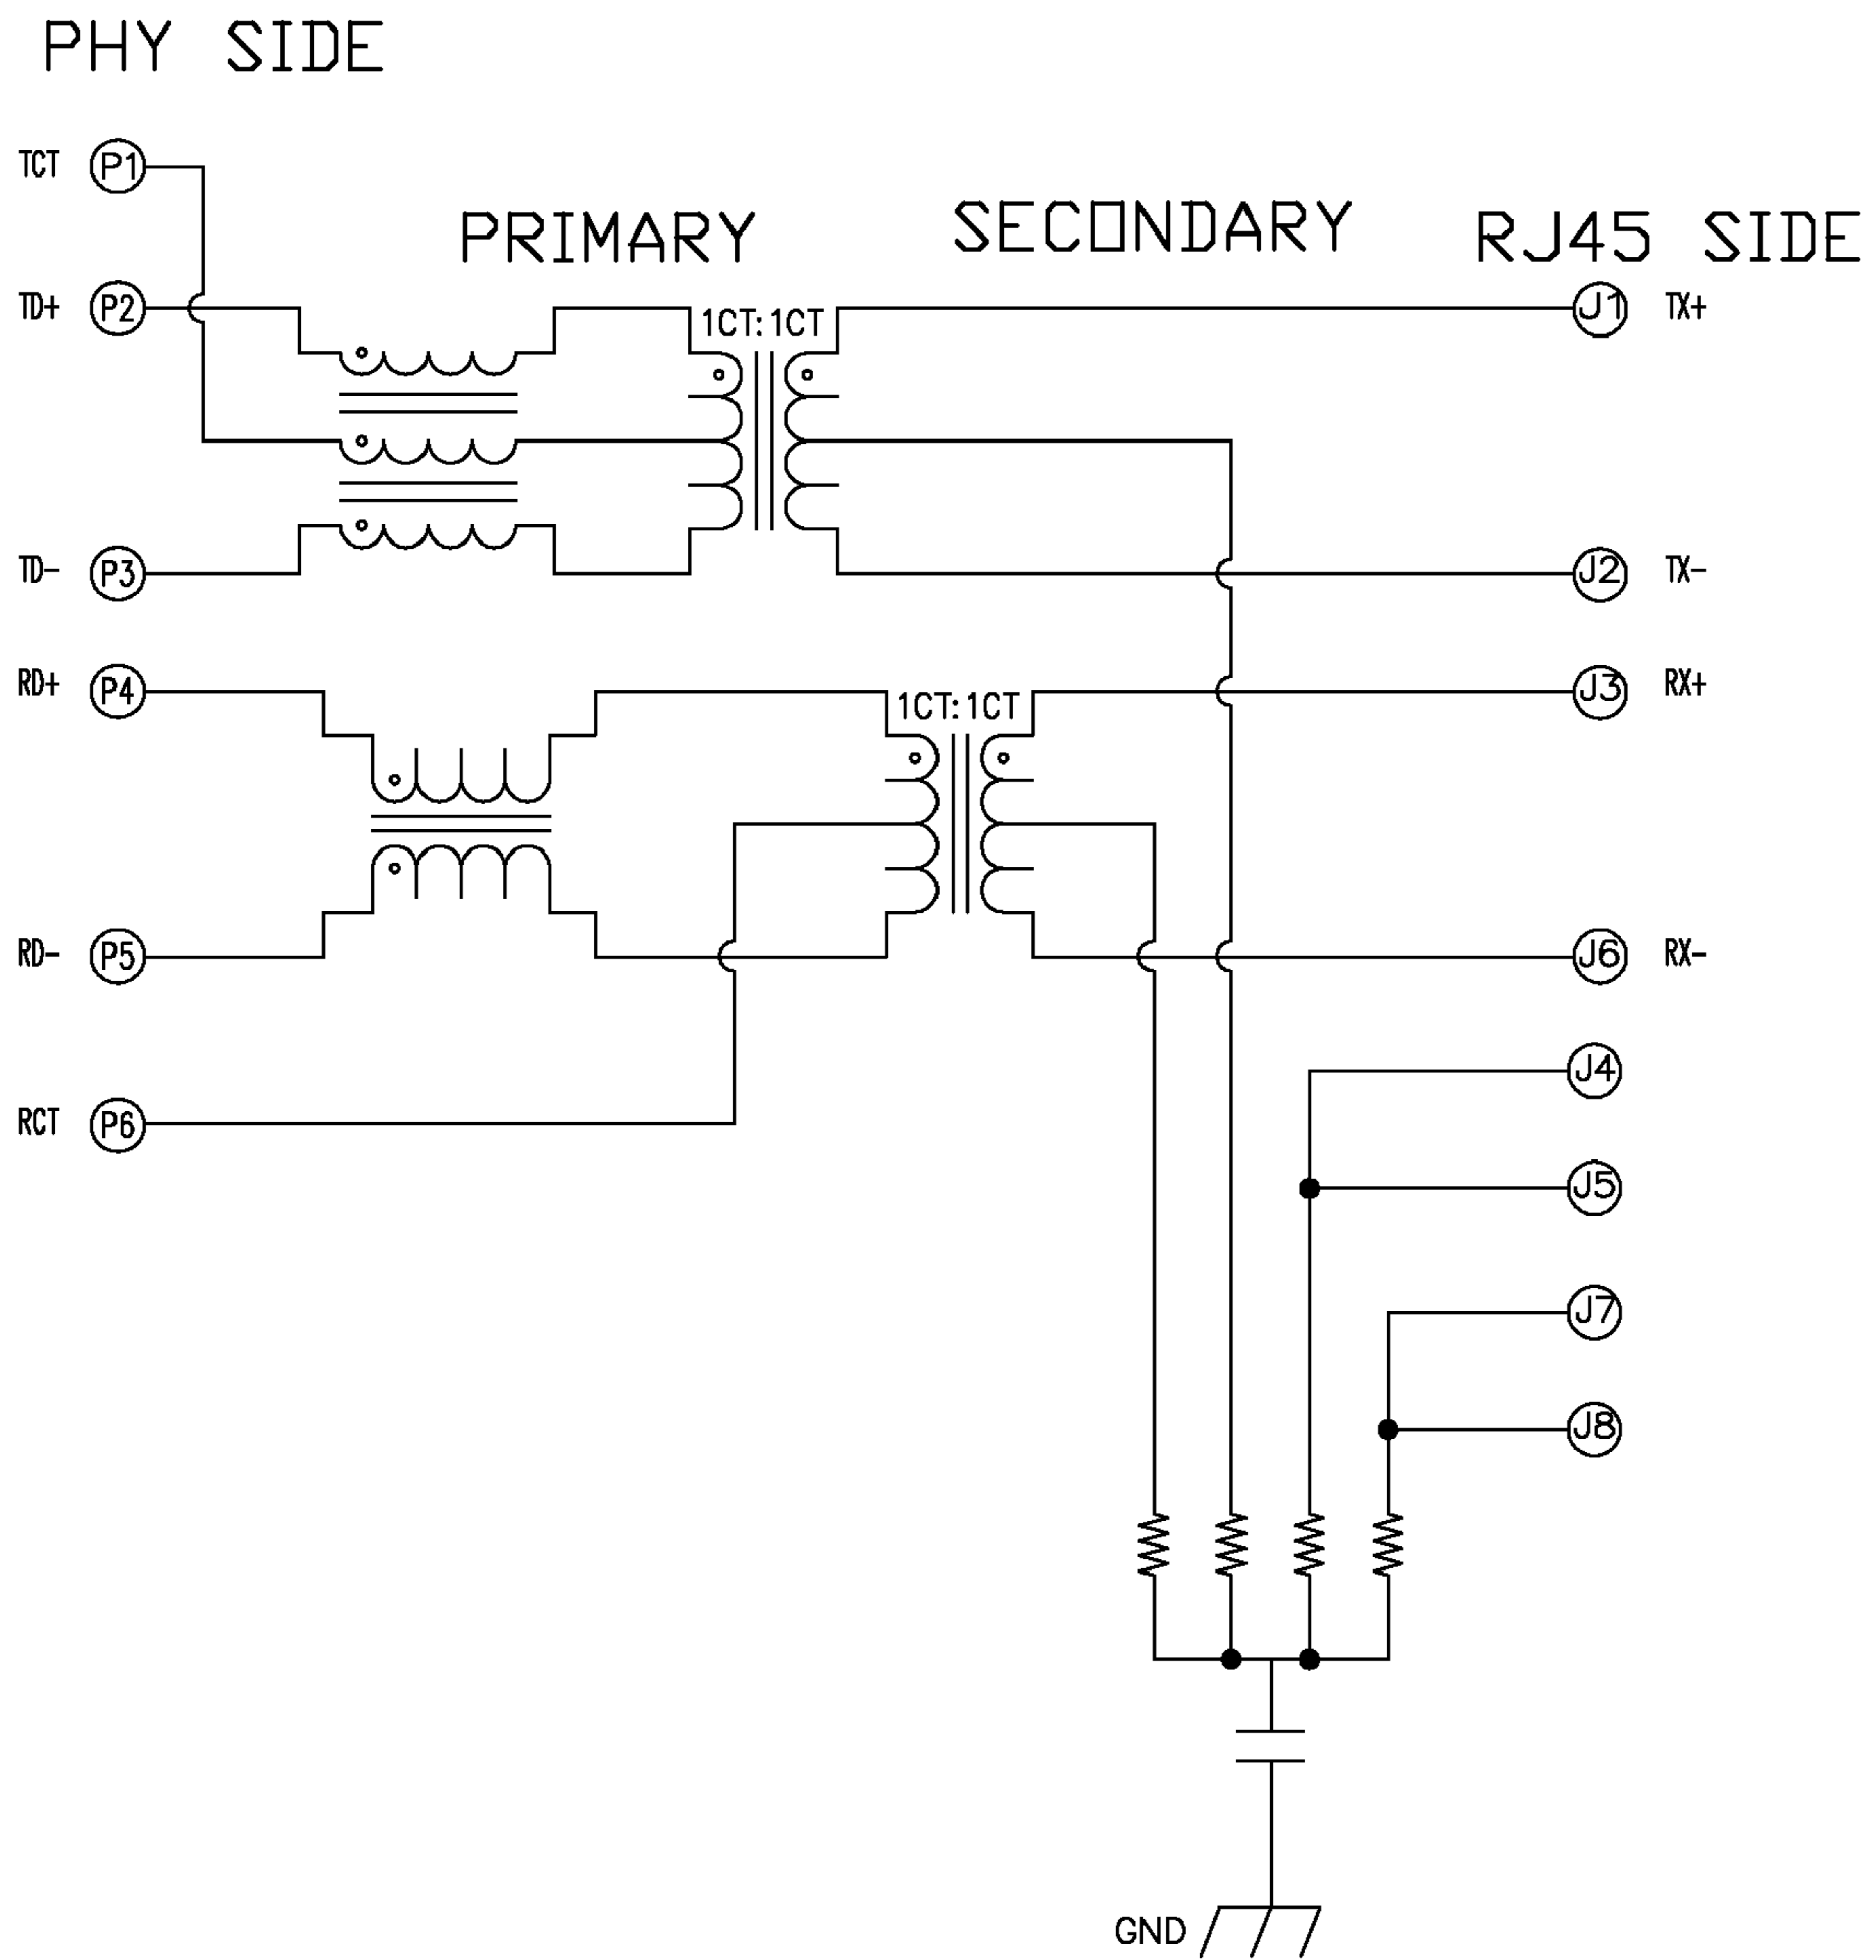 PHY SIDE
TCT P1
PRIMARY SECONDARY RJ45 SIDE
TD+ P2 1CT:1CT J1 TX+
TD- P3 J2 TX-
RD+ P4 1CT:1CT J3 RX+
RD- P5 J6 RX-
J4
RCT P6
J5
J7
J8
GND